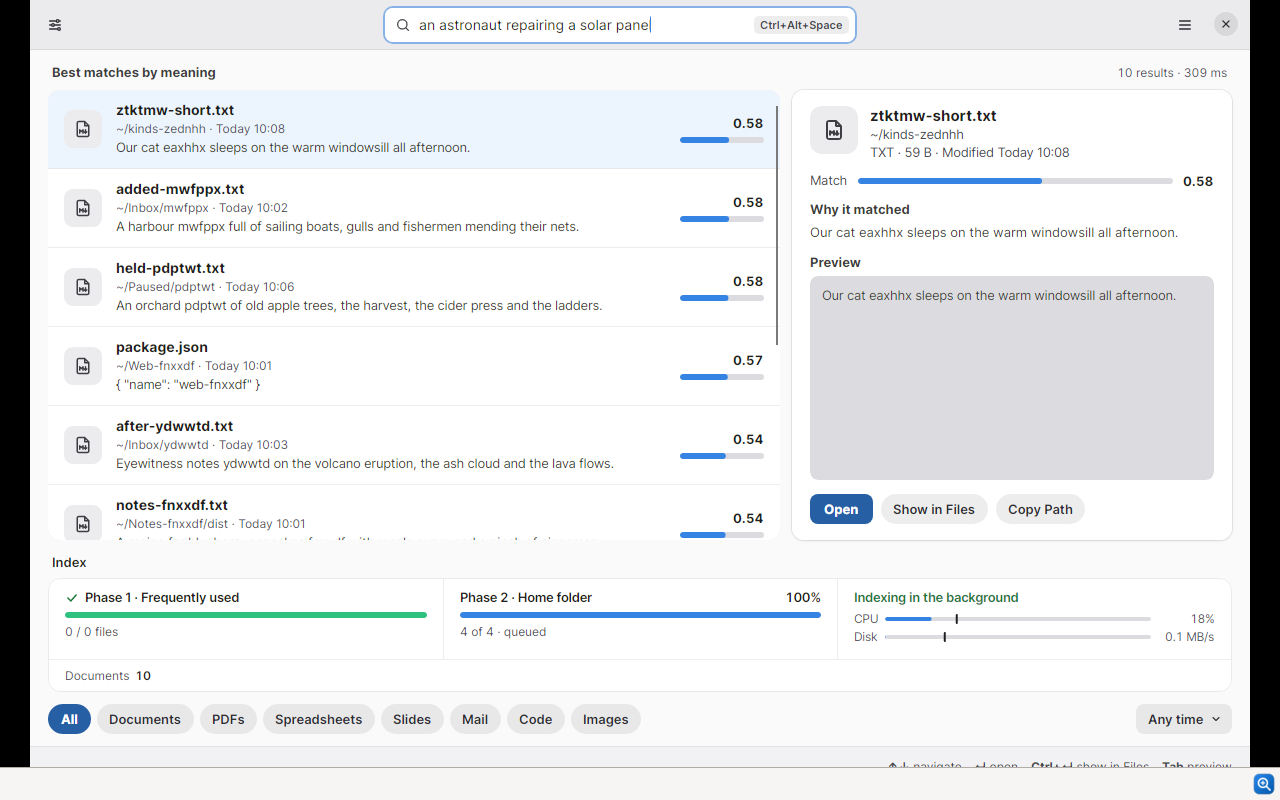 an astronaut repairing a solar panel
Ctrl+Alt+Space
Best matches by meaning
10 results · 309 ms
ztktmw-short.txt
~/kinds-zednhh · Today 10:08
Our cat eaxhhx sleeps on the warm windowsill all afternoon.
0.58
added-mwfppx.txt
~/Inbox/mwfppx · Today 10:02
A harbour mwfppx full of sailing boats, gulls and fishermen mending their nets.
0.58
held-pdptwt.txt
~/Paused/pdptwt · Today 10:06
An orchard pdptwt of old apple trees, the harvest, the cider press and the ladders.
0.58
package.json
~/Web-fnxxdf · Today 10:01
{ "name": "web-fnxxdf" }
0.57
after-ydwwtd.txt
~/Inbox/ydwwtd · Today 10:03
Eyewitness notes ydwwtd on the volcano eruption, the ash cloud and the lava flows.
0.54
notes-fnxxdf.txt
~/Notes-fnxxdf/dist · Today 10:01
0.54
ztktmw-short.txt
~/kinds-zednhh
TXT · 59 B · Modified Today 10:08
Match
0.58
Why it matched
Our cat eaxhhx sleeps on the warm windowsill all afternoon.
Preview
Our cat eaxhhx sleeps on the warm windowsill all afternoon.
Open
Show in Files
Copy Path
Index
Phase 1 · Frequently used
0 / 0 files
Phase 2 · Home folder
100%
4 of 4 · queued
Indexing in the background
CPU
18%
Disk
0.1 MB/s
Documents 10
All
Documents
PDFs
Spreadsheets
Slides
Mail
Code
Images
Any time
↑↓ navigate ↵ open Ctrl+↵ show in Files Tab preview